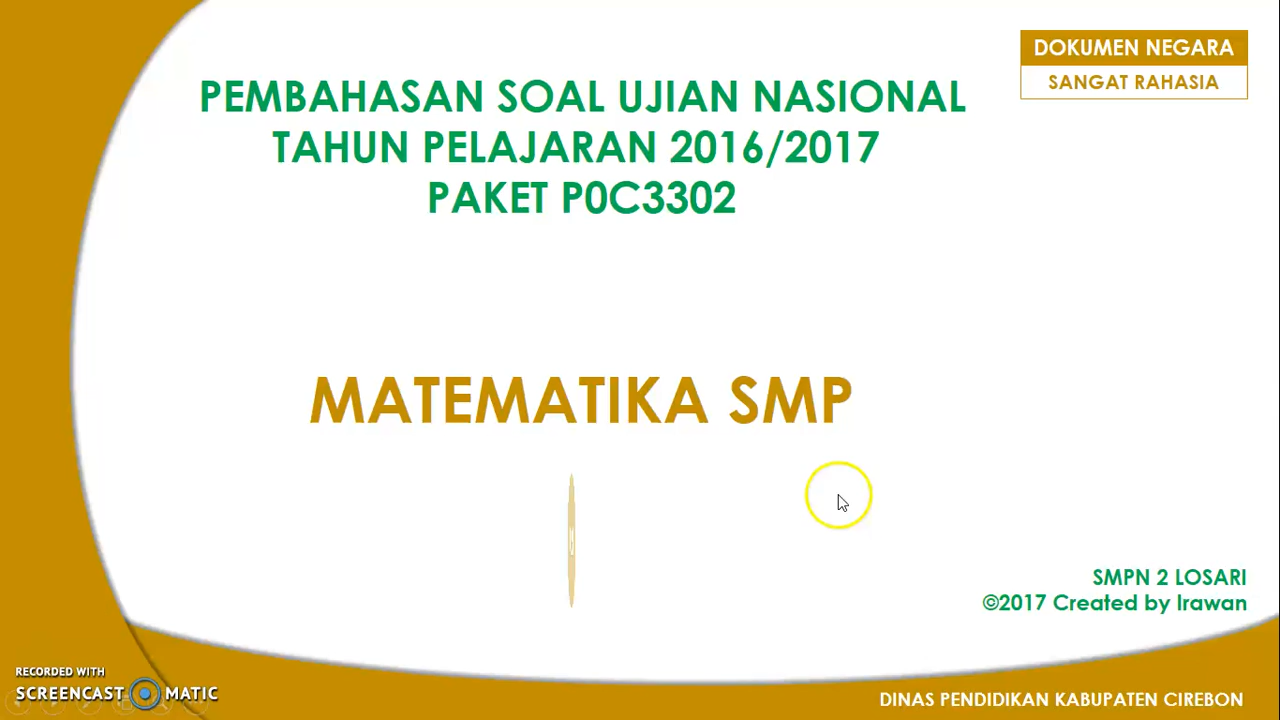 DOKUMEN NEGARA
SANGAT RAHASIA
PEMBAHASAN SOAL UJIAN NASIONAL
TAHUN PELAJARAN 2016/2017
PAKET P0C3302
MATEMATIKA SMP
SMPN 2 LOSARI
©2017 Created by Irawan
RECORDED WITH
SCREENCAST MATIC
DINAS PENDIDIKAN KABUPATEN CIREBON